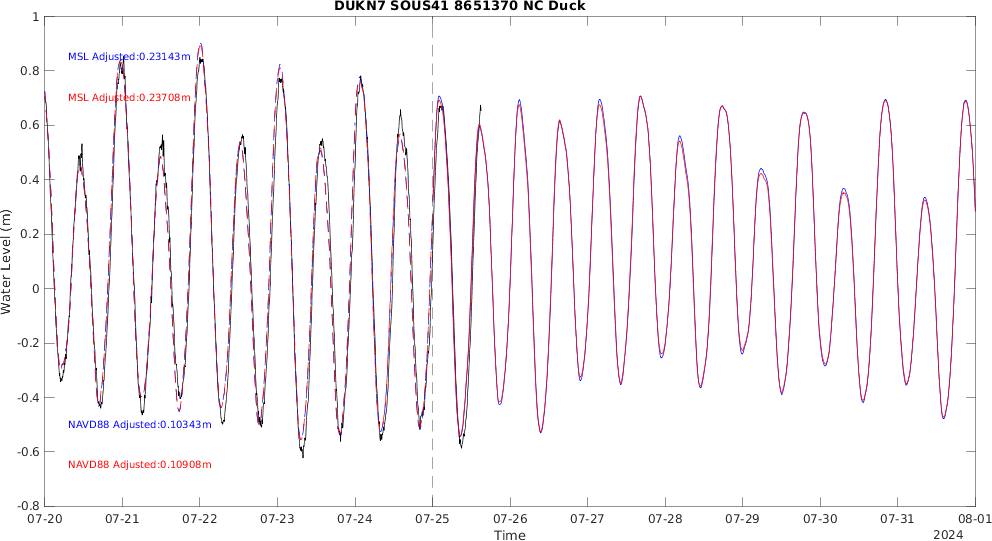 DUKN7 SOUS41 8651370 NC Duck
1
MSL Adjusted:0.23143m
0.8
MSL Adjusted:0.23708m
0.6
0.4
0.2
Water Level (m)
0
-0.2
-0.4
NAVD88 Adjusted:0.10343m
-0.6
NAVD88 Adjusted:0.10908m
-0.8
07-20 07-21 07-22 07-23 07-24 07-25 07-26 07-27 07-28 07-29 07-30 07-31 08-01
Time
2024